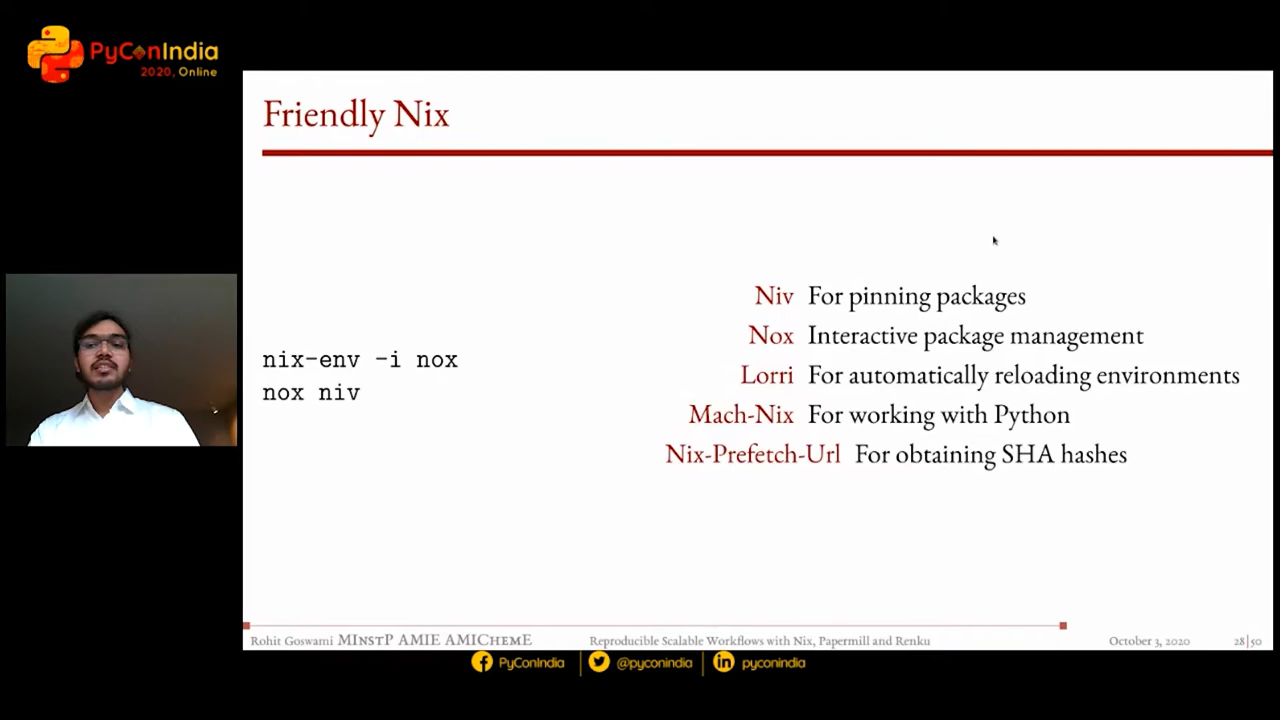 PyConIndia
2020, Online
Friendly Nix
nix-env -i nox
nox niv
Niv For pinning packages
Nox Interactive package management
Lorri For automatically reloading environments
Mach-Nix For working with Python
Nix-Prefetch-Url For obtaining SHA hashes
Rohit Goswami MInstP AMIE AMIChemE Reproducible Scalable Workflows with Nix, Papermill and Renku October 3, 2020 28|50
PyConIndia @pyconindia pyconindia